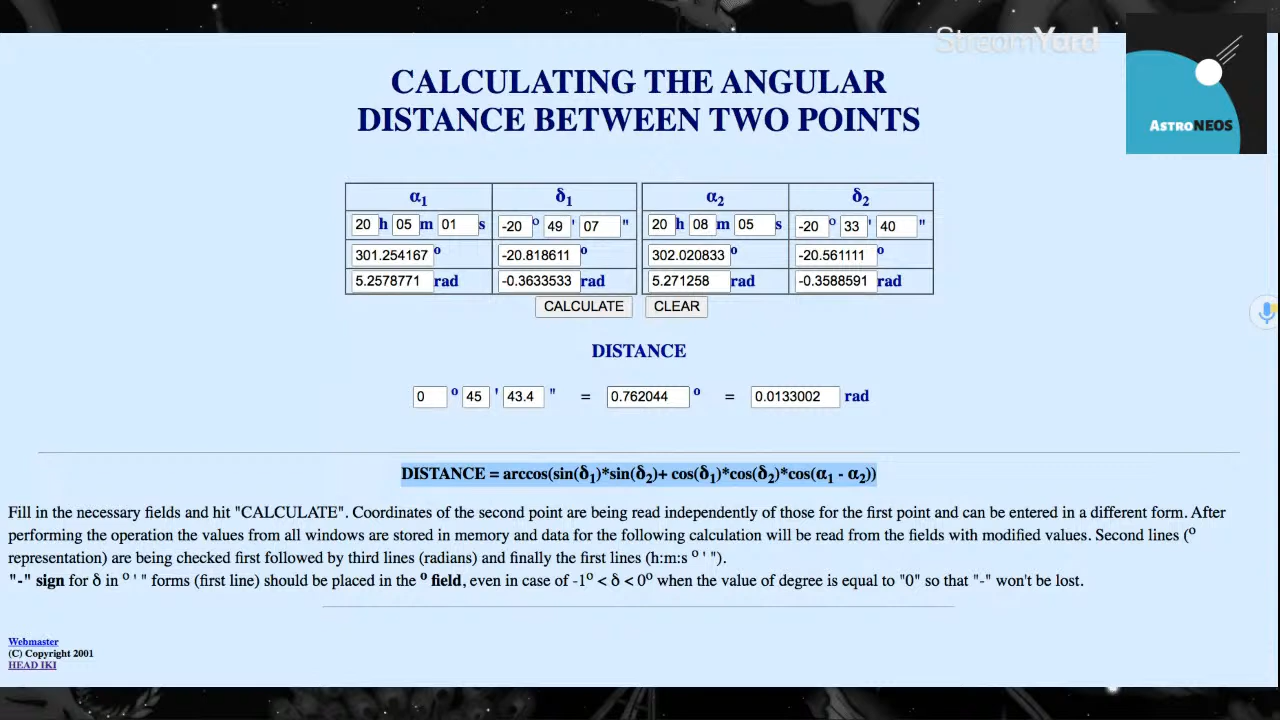 StreamYard
ASTRONEOS
CALCULATING THE ANGULAR
DISTANCE BETWEEN TWO POINTS
α1 δ1 α2 δ2
20 h 05 m 01 s -20 o 49 ' 07 " 20 h 08 m 05 s -20 o 33 ' 40 "
301.254167 o -20.818611 o 302.020833 o -20.561111 o
5.2578771 rad -0.3633533 rad 5.271258 rad -0.3588591 rad
CALCULATE CLEAR
DISTANCE
0 o 45 ' 43.4 " = 0.762044 o = 0.0133002 rad
DISTANCE = arccos(sin(δ1)*sin(δ2)+ cos(δ1)*cos(δ2)*cos(α1 - α2))
Fill in the necessary fields and hit "CALCULATE". Coordinates of the second point are being read independently of those for the first point and can be entered in a different form. After
performing the operation the values from all windows are stored in memory and data for the following calculation will be read from the fields with modified values. Second lines (o
representation) are being checked first followed by third lines (radians) and finally the first lines (h:m:s o ' ").
"-" sign for δ in o ' " forms (first line) should be placed in the o field, even in case of -1o < δ < 0o when the value of degree is equal to "0" so that "-" won't be lost.
Webmaster
(C) Copyright 2001
HEAD IKI